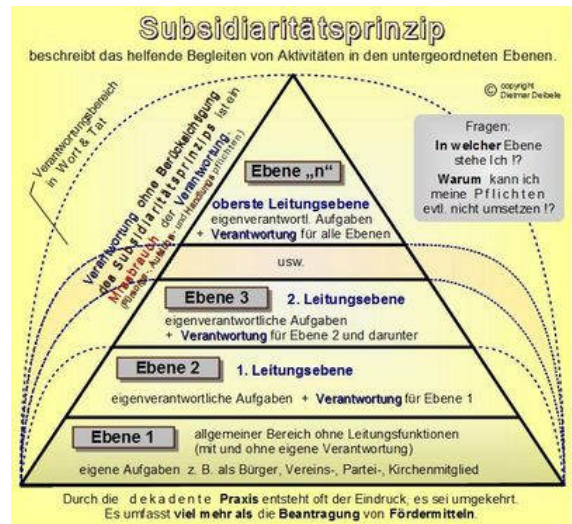 Subsidiaritätsprinzip
beschreibt das helfende Begleiten von Aktivitäten in den untergeordneten Ebenen.
© copyright
Dietmar Deibele
Verantwortungsbereich
in Wort & Tat
Verantwortung ohne Berücksichtigung
des Subsidiaritätsprinzips ist ein
Missbrauch der Verantwortung.
Fragen:
In welcher Ebene
stehe Ich !?
Warum kann ich
meine Pflichten
evtl. nicht umsetzen !?
Ebene „n"
oberste Leitungsebene
eigenverantwortl. Aufgaben
+ Verantwortung für alle Ebenen
usw.
Ebene 3 2. Leitungsebene
eigenverantwortliche Aufgaben
+ Verantwortung für Ebene 2 und darunter
Ebene 2 1. Leitungsebene
eigenverantwortliche Aufgaben + Verantwortung für Ebene 1
Ebene 1 allgemeiner Bereich ohne Leitungsfunktionen
(mit und ohne eigene Verantwortung)
eigene Aufgaben z. B. als Bürger, Vereins-, Partei-, Kirchenmitglied
Durch die dekadente Praxis entsteht oft der Eindruck, es sei umgekehrt.
Es umfasst viel mehr als die Beantragung von Fördermitteln.